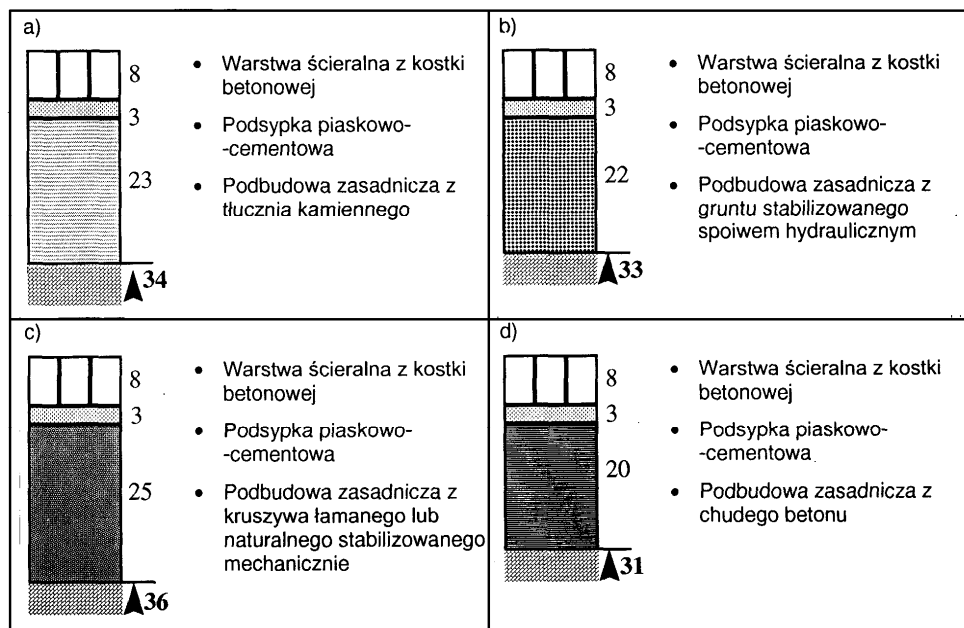 a)
8
3
23
34
• Warstwa ścieralna z kostki
betonowej
• Podsypka piaskowo-
-cementowa
• Podbudowa zasadnicza z
tłucznia kamiennego
b)
8
3
22
33
• Warstwa ścieralna z kostki
betonowej
• Podsypka piaskowo-
-cementowa
• Podbudowa zasadnicza z
gruntu stabilizowanego
spoiwem hydraulicznym
c)
8
3
25
36
• Warstwa ścieralna z kostki
betonowej
• Podsypka piaskowo-
-cementowa
• Podbudowa zasadnicza z
kruszywa łamanego lub
naturalnego stabilizowanego
mechanicznie
d)
8
3
20
31
• Warstwa ścieralna z kostki
betonowej
• Podsypka piaskowo-
-cementowa
• Podbudowa zasadnicza z
chudego betonu